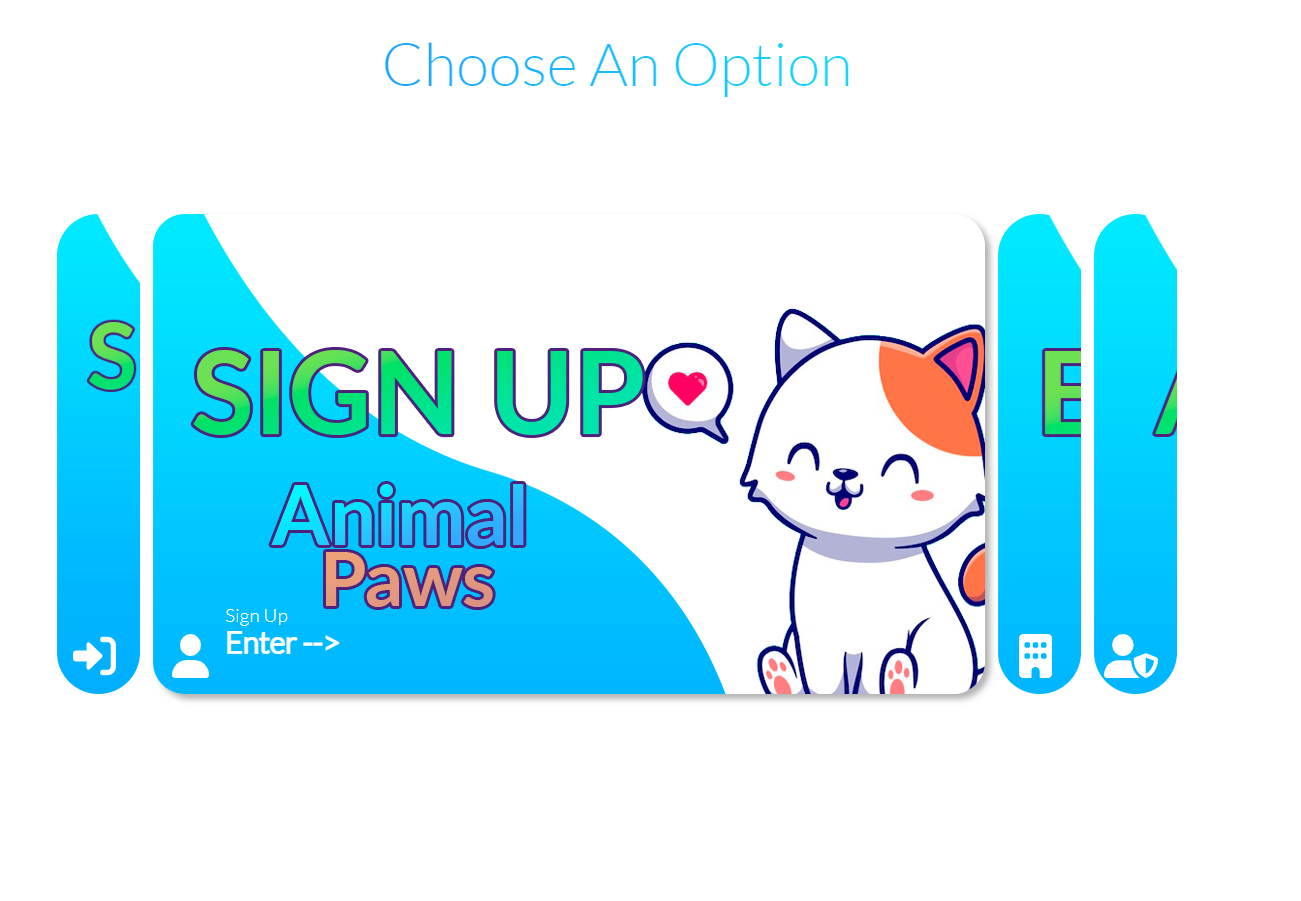 Choose An Option
S
SIGN UP
Animal
Paws
Sign Up
Enter -->
E